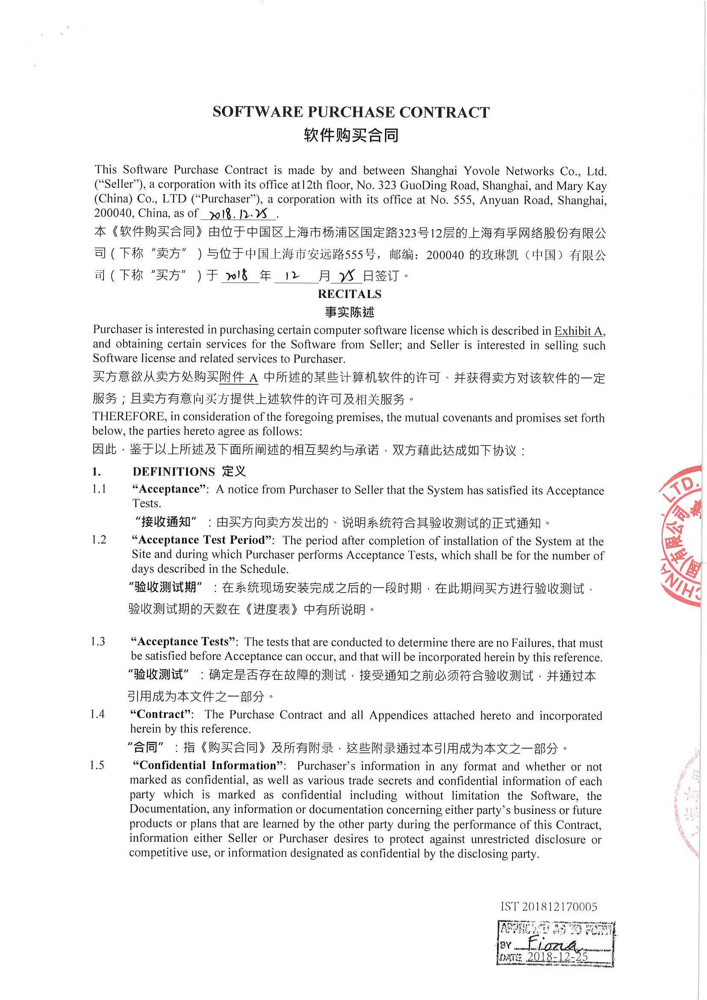 SOFTWARE PURCHASE CONTRACT
软件购买合同
This Software Purchase Contract is made by and between Shanghai Yovole Networks Co., Ltd.
(“Seller”), a corporation with its office at12th floor, No. 323 GuoDing Road, Shanghai, and Mary Kay
(China) Co., LTD (“Purchaser”), a corporation with its office at No. 555, Anyuan Road, Shanghai,
200040, China, as of 2018.12.25 .
本《软件购买合同》由位于中国区上海市杨浦区国定路323号12层的上海有孚网络股份有限公
司(下称“卖方”)与位于中国上海市安远路555号，邮编：200040 的玫琳凯（中国）有限公
司(下称“买方”)于 2018 年 12 月 25 日签订。
RECITALS
事实陈述
Purchaser is interested in purchasing certain computer software license which is described in Exhibit A,
and obtaining certain services for the Software from Seller; and Seller is interested in selling such
Software license and related services to Purchaser.
买方意欲从卖方处购买附件 A 中所述的某些计算机软件的许可、并获得卖方对该软件的一定
服务；且卖方有意向买方提供上述软件的许可及相关服务。
THEREFORE, in consideration of the foregoing premises, the mutual covenants and promises set forth
below, the parties hereto agree as follows:
因此，鉴于以上所述及下面所阐述的相互契约与承诺，双方藉此达成如下协议：
1. DEFINITIONS 定义
1.1 “Acceptance”: A notice from Purchaser to Seller that the System has satisfied its Acceptance
Tests.
“接收通知”：由买方向卖方发出的、说明系统符合其验收测试的正式通知。
1.2 “Acceptance Test Period”: The period after completion of installation of the System at the
Site and during which Purchaser performs Acceptance Tests, which shall be for the number of
days described in the Schedule.
“验收测试期”：在系统现场安装完成之后的一段时期，在此期间买方进行验收测试，
验收测试期的天数在《进度表》中有所说明。
1.3 “Acceptance Tests”: The tests that are conducted to determine there are no Failures, that must
be satisfied before Acceptance can occur, and that will be incorporated herein by this reference.
“验收测试”：确定是否存在故障的测试，接受通知之前必须符合验收测试，并通过本
引用成为本文件之一部分。
1.4 “Contract”: The Purchase Contract and all Appendices attached hereto and incorporated
herein by this reference.
“合同”：指《购买合同》及所有附录，这些附录通过本引用成为本文之一部分。
1.5 “Confidential Information”: Purchaser’s information in any format and whether or not
marked as confidential, as well as various trade secrets and confidential information of each
party which is marked as confidential including without limitation the Software, the
Documentation, any information or documentation concerning either party’s business or future
products or plans that are learned by the other party during the performance of this Contract,
information either Seller or Purchaser desires to protect against unrestricted disclosure or
competitive use, or information designated as confidential by the disclosing party.
LTD.
有限公司
国)
CHINA
上海有
IST 201812170005
APPROVED AS TO FORM
BY Fiona
DATE 2018-12-25